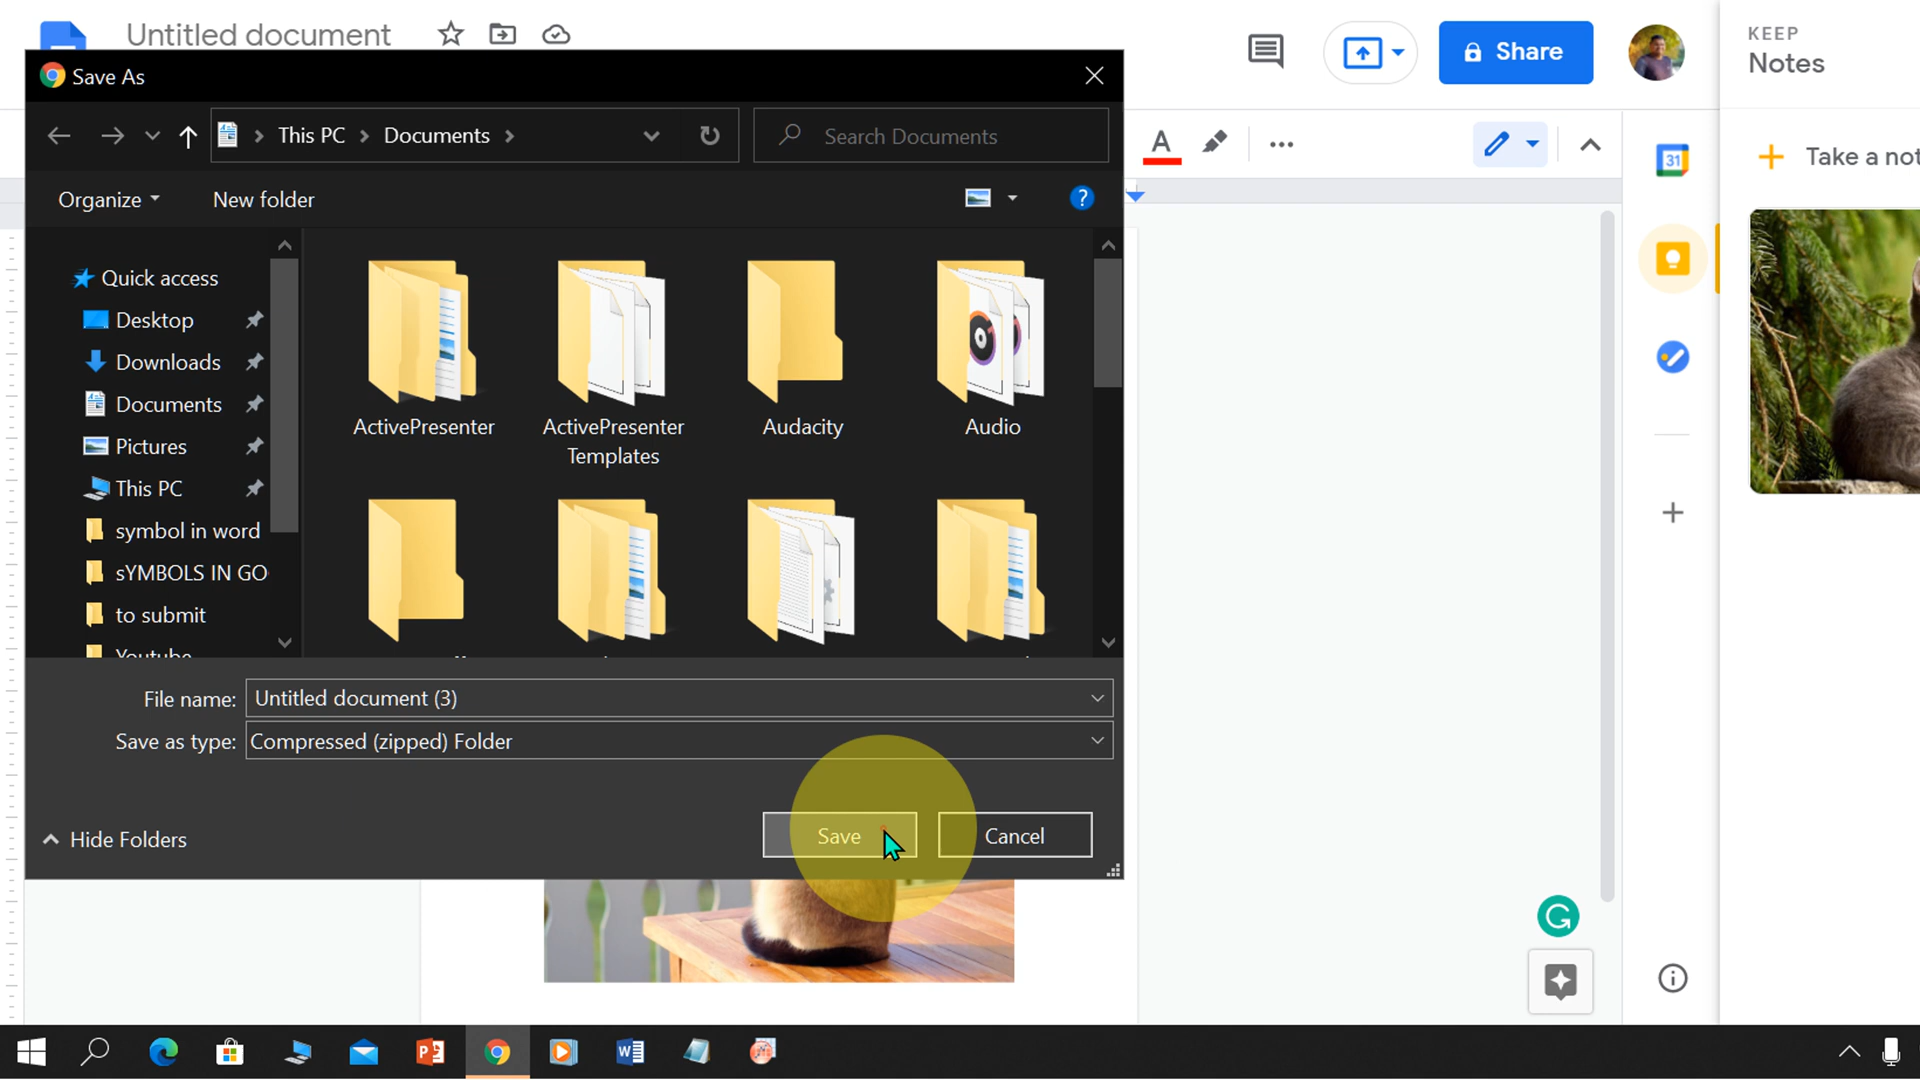 Untitled document
Share
KEEP
Notes
Save As
This PC
Documents
Search Documents
31
Take a not
Organize
New folder
?
Quick access
Desktop
Downloads
Documents
Pictures
This PC
symbol in word
sYMBOLS IN GO
to submit
Youtube
ActivePresenter
ActivePresenter
Templates
Audacity
Audio
File name:
Untitled document (3)
Save as type:
Compressed (zipped) Folder
Hide Folders
Save
Cancel